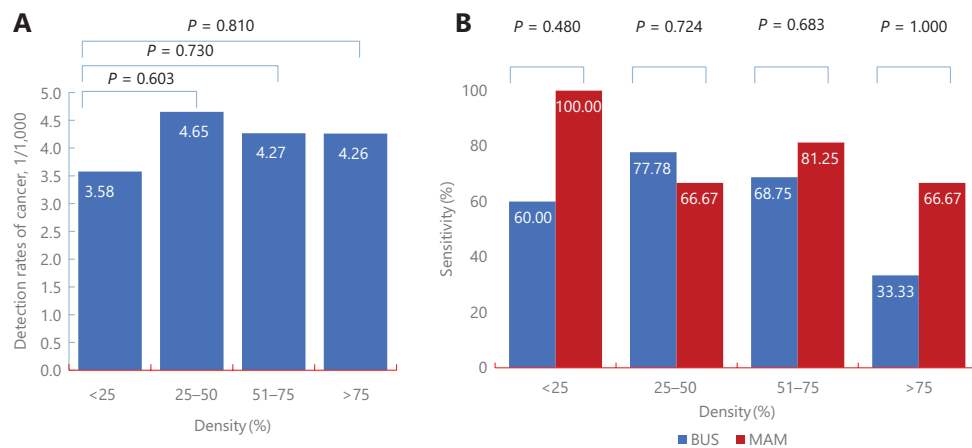 A
P = 0.810
P = 0.730
P = 0.603
Detection rates of cancer, 1/1,000
5.0
4.5
4.0
3.5
3.0
2.5
2.0
1.5
1.0
0.5
0.0
3.58
4.65
4.27
4.26
<25 25–50 51–75 >75
Density (%)
B
P = 0.480 P = 0.724 P = 0.683 P = 1.000
Sensitivity (%)
100
80
60
40
20
0
60.00 100.00 77.78 66.67 68.75 81.25 33.33 66.67
<25 25–50 51–75 >75
Density (%)
BUS MAM